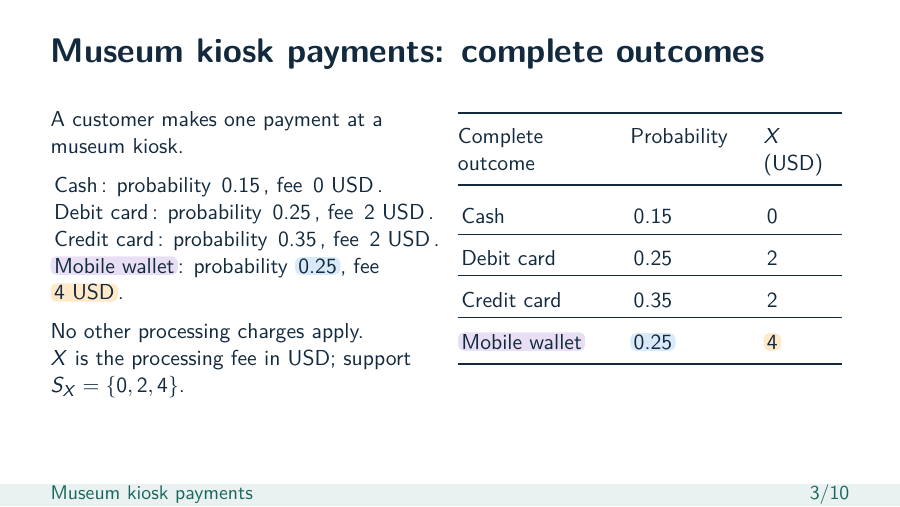 Museum kiosk payments: complete outcomes
A customer makes one payment at a
museum kiosk.
Cash: probability 0.15, fee 0 USD.
Debit card: probability 0.25, fee 2 USD.
Credit card: probability 0.35, fee 2 USD.
Mobile wallet: probability 0.25, fee
4 USD.
No other processing charges apply.
X is the processing fee in USD; support
S_X = {0, 2, 4}.
Complete outcome Probability X (USD)
Cash 0.15 0
Debit card 0.25 2
Credit card 0.35 2
Mobile wallet 0.25 4
Museum kiosk payments 3/10